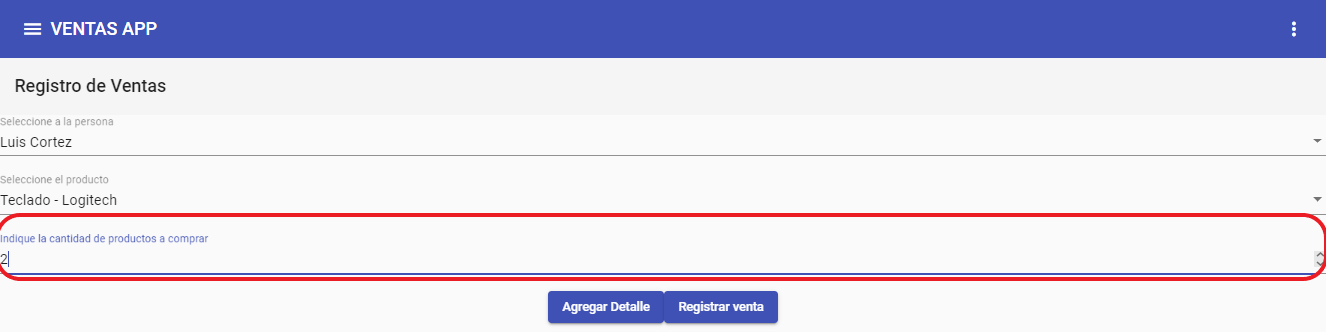 VENTAS APP
Registro de Ventas
Seleccione a la persona
Luis Cortez
Seleccione el producto
Teclado - Logitech
Indique la cantidad de productos a comprar
2
Agregar Detalle Registrar venta